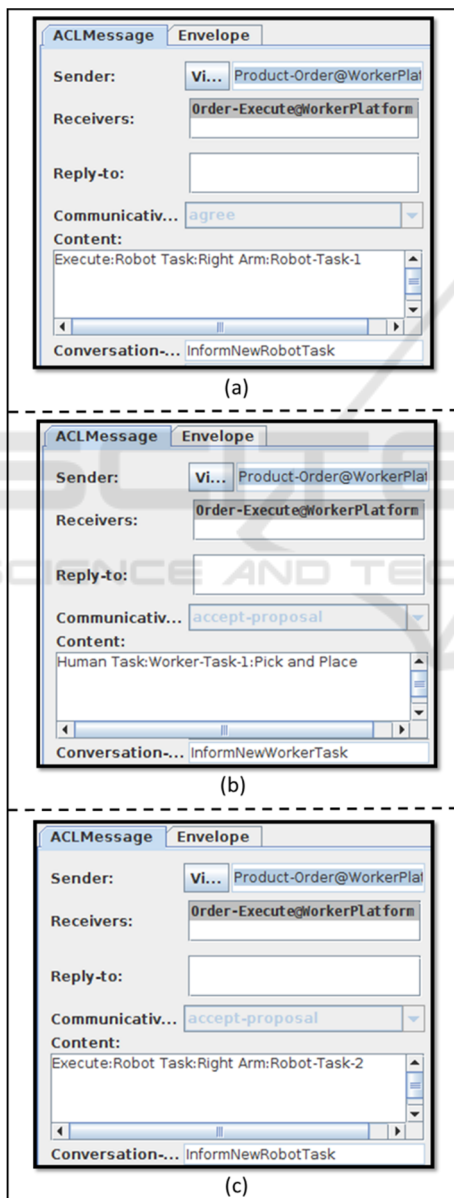 ACLMessage Envelope
Sender: Vi... Product-Order@WorkerPlat
Receivers: Order-Execute@WorkerPlatform
Reply-to:
Communicativ... agree
Content:
Execute:Robot Task:Right Arm:Robot-Task-1
Conversation-... InformNewRobotTask
(a)
ACLMessage Envelope
Sender: Vi... Product-Order@WorkerPlat
Receivers: Order-Execute@WorkerPlatform
Reply-to:
SCIENCE AND TEC
Communicativ... accept-proposal
Content:
Human Task:Worker-Task-1:Pick and Place
Conversation-... InformNewWorkerTask
(b)
ACLMessage Envelope
Sender: Vi... Product-Order@WorkerPlat
Receivers: Order-Execute@WorkerPlatform
Reply-to:
Communicativ... accept-proposal
Content:
Execute:Robot Task:Right Arm:Robot-Task-2
Conversation-... InformNewRobotTask
(c)